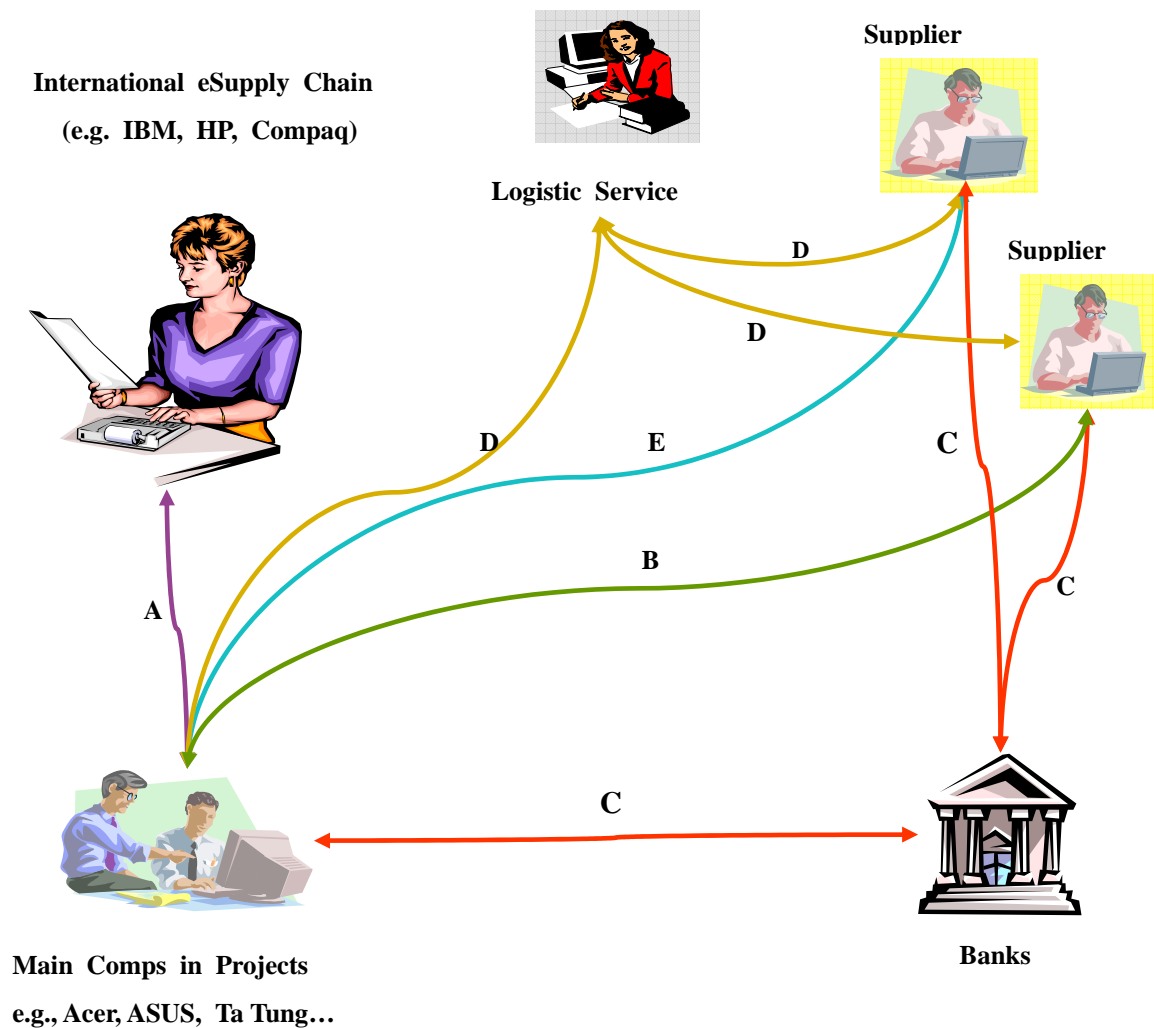 Supplier
International eSupply Chain
(e.g. IBM, HP, Compaq)
Logistic Service
Supplier
D
D
D
E
C
B
C
A
C
Banks
Main Comps in Projects
e.g., Acer, ASUS, Ta Tung…